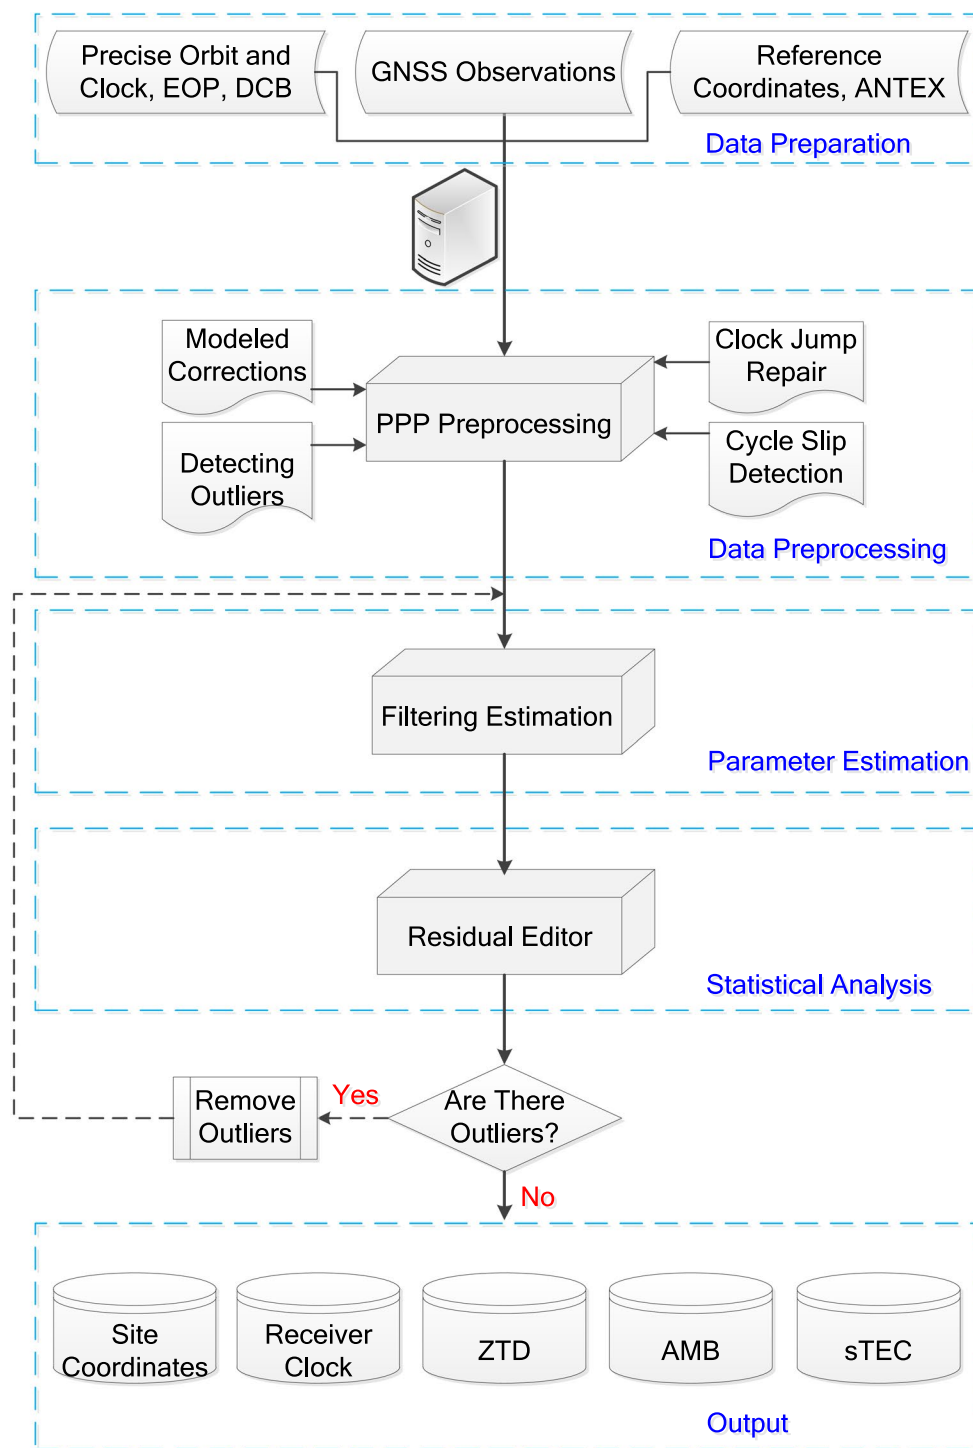 Precise Orbit and
Clock, EOP, DCB
GNSS Observations
Reference
Coordinates, ANTEX
Data Preparation
Modeled
Corrections
Clock Jump
Repair
PPP Preprocessing
Detecting
Outliers
Cycle Slip
Detection
Data Preprocessing
Filtering Estimation
Parameter Estimation
Residual Editor
Statistical Analysis
Are There
Outliers?
Yes
Remove
Outliers
No
Site
Coordinates
Receiver
Clock
ZTD
AMB
sTEC
Output